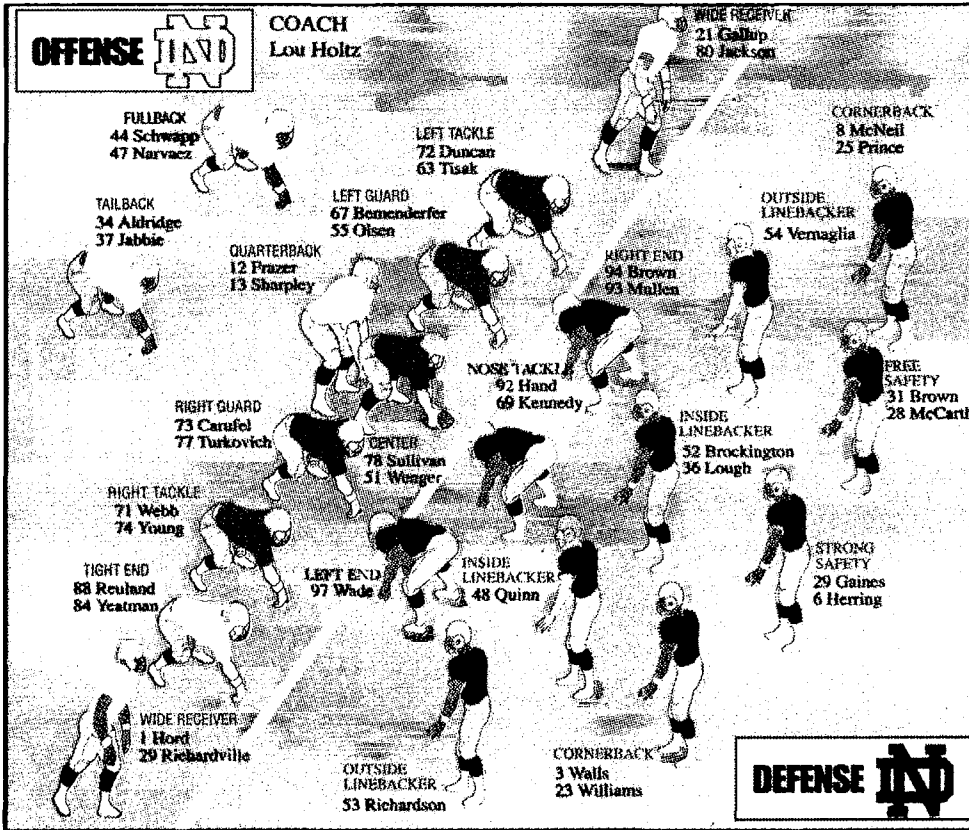 OFFENSE ND
COACH
Lou Holtz
WIDE RECEIVER
21 Gallup
80 Jackson
FULLBACK
44 Schwapp
47 Narvaez
LEFT TACKLE
72 Duncan
63 Tisak
CORNERBACK
8 McNeil
25 Prince
TAILBACK
34 Aldridge
37 Jabbie
LEFT GUARD
67 Bemenderfer
55 Olsen
OUTSIDE
LINEBACKER
54 Vernaglia
QUARTERBACK
12 Frazer
13 Sharpley
RIGHT END
94 Brown
93 Mullen
NOSE TACKLE
92 Hand
69 Kennedy
FREE
SAFETY
31 Brown
28 McCarth
RIGHT GUARD
73 Carufel
77 Turkovich
CENTER
78 Sullivan
51 Wenger
INSIDE
LINEBACKER
52 Brockington
36 Lough
RIGHT TACKLE
71 Webb
74 Young
TIGHT END
88 Reuland
84 Yeatman
LEFT END
97 Wade
INSIDE
LINEBACKER
48 Quinn
STRONG
SAFETY
29 Gaines
6 Herring
WIDE RECEIVER
1 Hord
29 Richardville
OUTSIDE
LINEBACKER
53 Richardson
CORNERBACK
3 Walls
23 Williams
DEFENSE ND